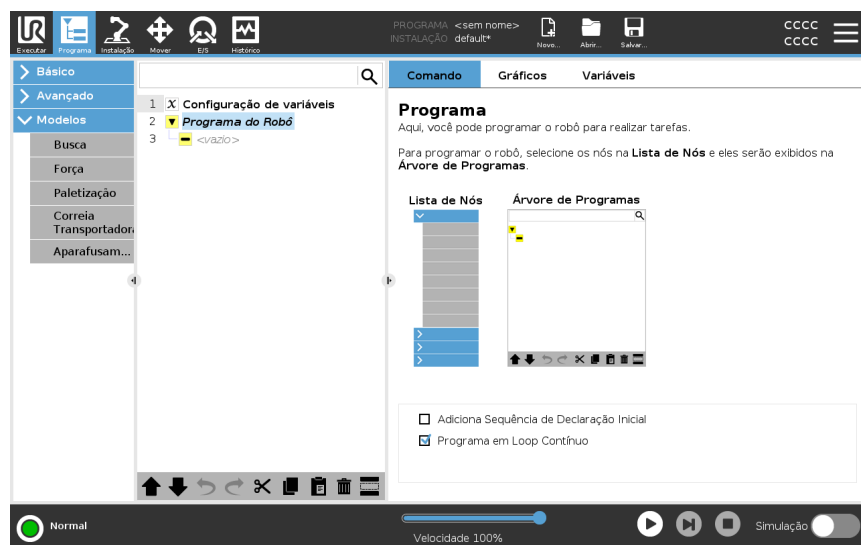 PROGRAMA <sem nome>
INSTALAÇÃO default*
UR
Executar
Programa
Instalação
Mover
E/S
Histórico
Novo...
Abrir...
Salvar...
cccc
cccc
Básico
Avançado
Modelos
Busca
Força
Paletização
Correia
Transportador
Aparafusam...
1 X Configuração de variáveis
2 Programa do Robô
3 <vazio>
Comando
Gráficos
Variáveis
Programa
Aqui, você pode programar o robô para realizar tarefas.
Para programar o robô, selecione os nós na Lista de Nós e eles serão exibidos na
Árvore de Programas.
Lista de Nós
Árvore de Programas
Adiciona Sequência de Declaração Inicial
Programa em Loop Contínuo
Normal
Velocidade 100%
Simulação